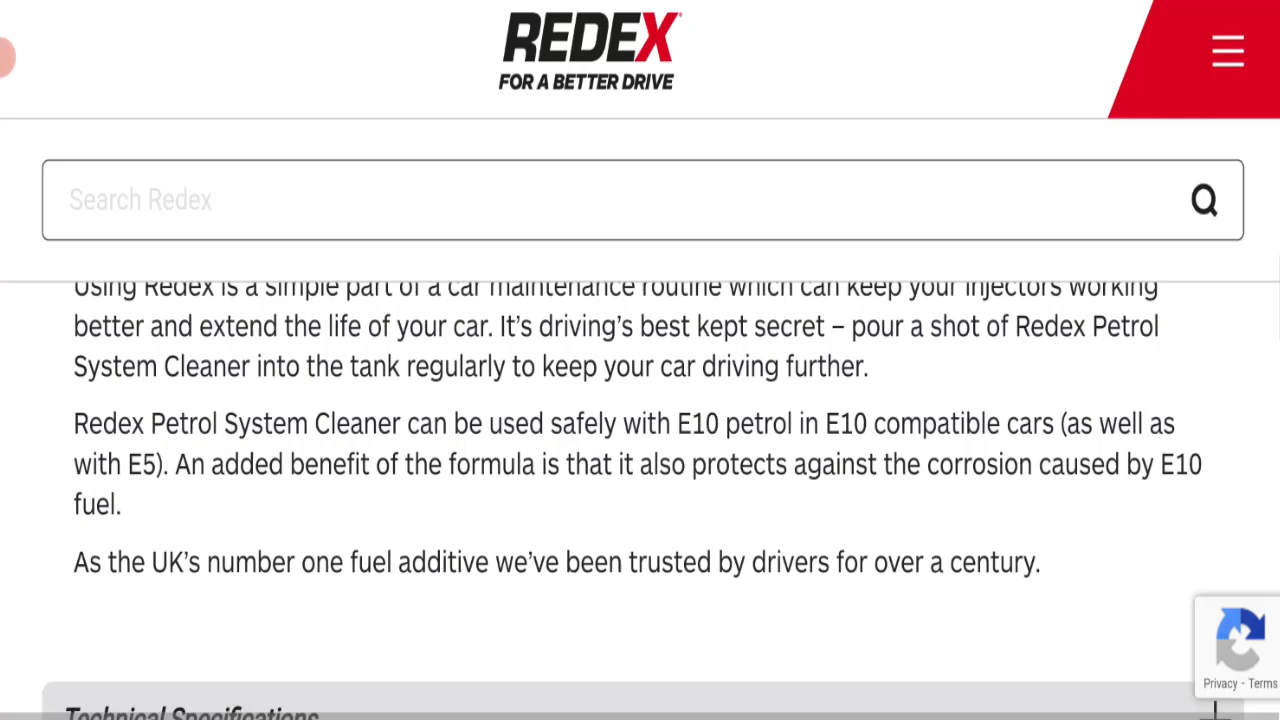 REDEX
FOR A BETTER DRIVE
Search Redex
Using Redex is a simple part of a car maintenance routine which can keep your injectors working
better and extend the life of your car. It’s driving’s best kept secret – pour a shot of Redex Petrol
System Cleaner into the tank regularly to keep your car driving further.
Redex Petrol System Cleaner can be used safely with E10 petrol in E10 compatible cars (as well as
with E5). An added benefit of the formula is that it also protects against the corrosion caused by E10
fuel.
As the UK’s number one fuel additive we’ve been trusted by drivers for over a century.
Privacy - Terms
Technical Specifications